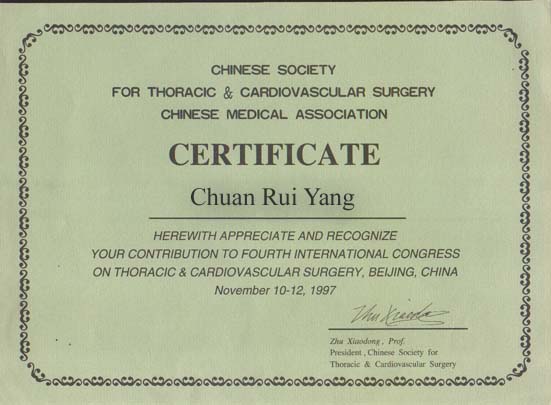 CHINESE SOCIETY
FOR THORACIC & CARDIOVASCULAR SURGERY
CHINESE MEDICAL ASSOCIATION
CERTIFICATE
Chuan Rui Yang
HEREWITH APPRECIATE AND RECOGNIZE
YOUR CONTRIBUTION TO FOURTH INTERNATIONAL CONGRESS
ON THORACIC & CARDIOVASCULAR SURGERY, BEIJING, CHINA
November 10-12, 1997
Zhu Xiaodong
Zhu Xiaodong, Prof.
President, Chinese Society for
Thoracic & Cardiovascular Surgery